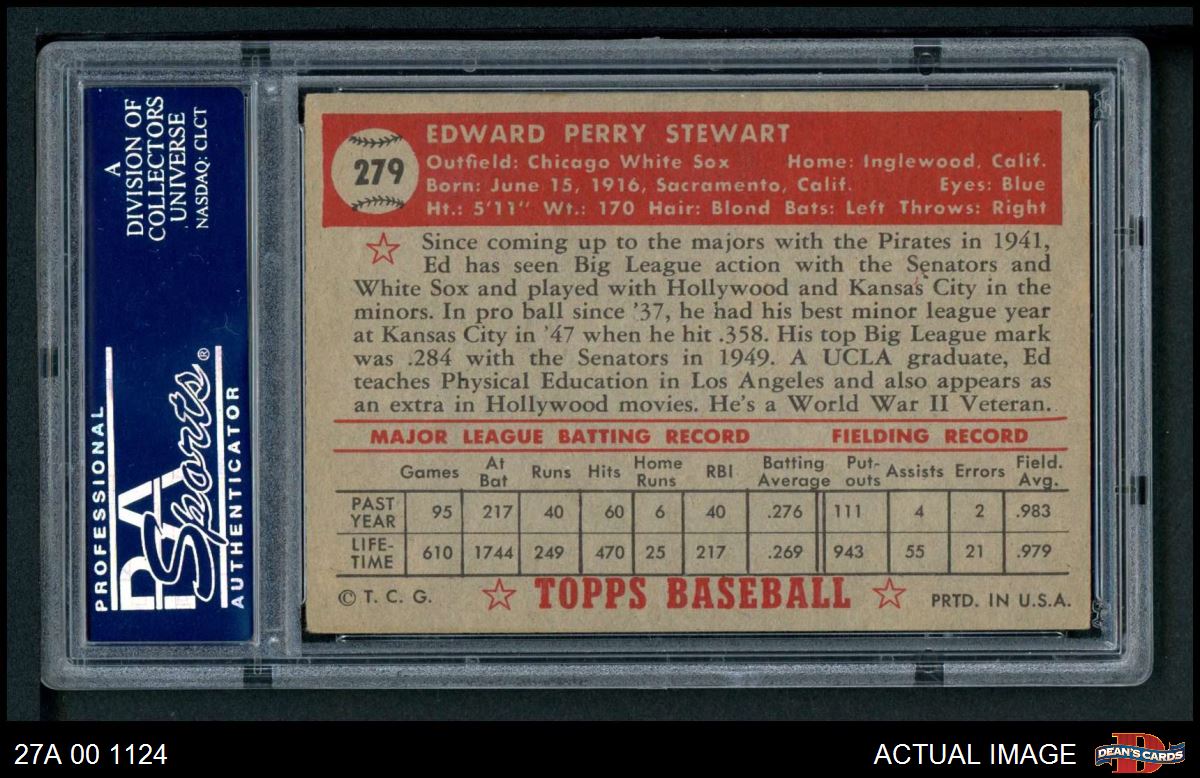 A
DIVISION OF
COLLECTORS
UNIVERSE
NASDAQ: CLCT
PROFESSIONAL
PSA
Sports®
AUTHENTICATOR
279
EDWARD PERRY STEWART
Outfield: Chicago White Sox Home: Inglewood, Calif.
Born: June 15, 1916, Sacramento, Calif. Eyes: Blue
Ht.: 5'11" Wt.: 170 Hair: Blond Bats: Left Throws: Right
Since coming up to the majors with the Pirates in 1941,
Ed has seen Big League action with the Senators and
White Sox and played with Hollywood and Kansas City in the
minors. In pro ball since '37, he had his best minor league year
at Kansas City in '47 when he hit .358. His top Big League mark
was .284 with the Senators in 1949. A UCLA graduate, Ed
teaches Physical Education in Los Angeles and also appears as
an extra in Hollywood movies. He's a World War II Veteran.
MAJOR LEAGUE BATTING RECORD FIELDING RECORD
Games At Bat Runs Hits Home Runs RBI Batting Average Put-outs Assists Errors Field. Avg.
PAST YEAR 95 217 40 60 6 40 .276 111 4 2 .983
LIFE-TIME 610 1744 249 470 25 217 .269 943 55 21 .979
© T. C. G. TOPPS BASEBALL PRTD. IN U.S.A.
27A 00 1124 ACTUAL IMAGE DEAN'S CARDS